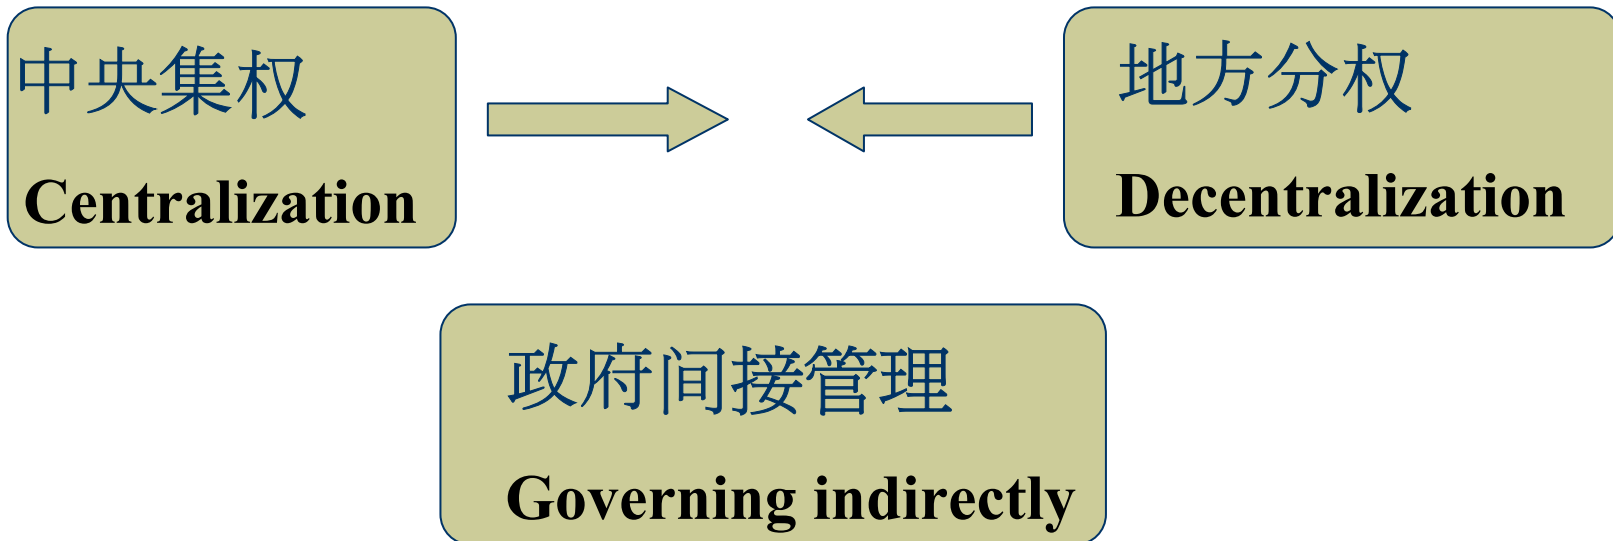 中央集权
Centralization
地方分权
Decentralization
政府间接管理
Governing indirectly